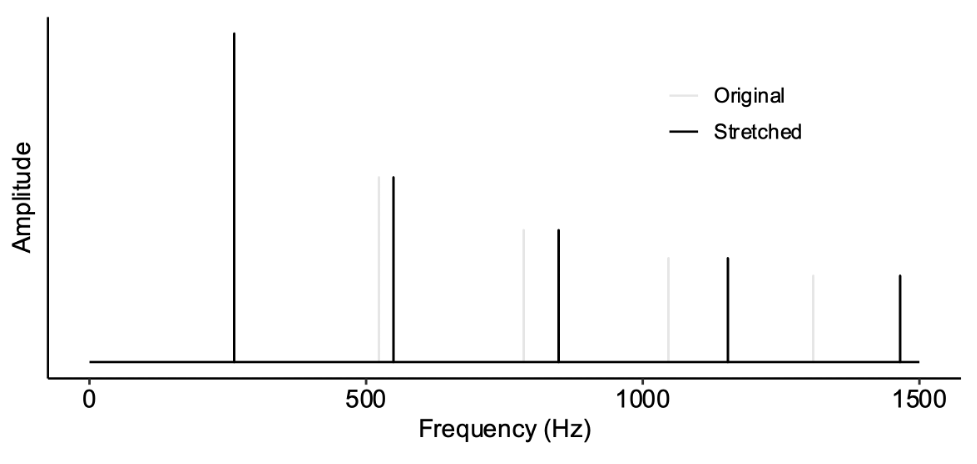 Original
Stretched
Amplitude
0 500 1000 1500
Frequency (Hz)